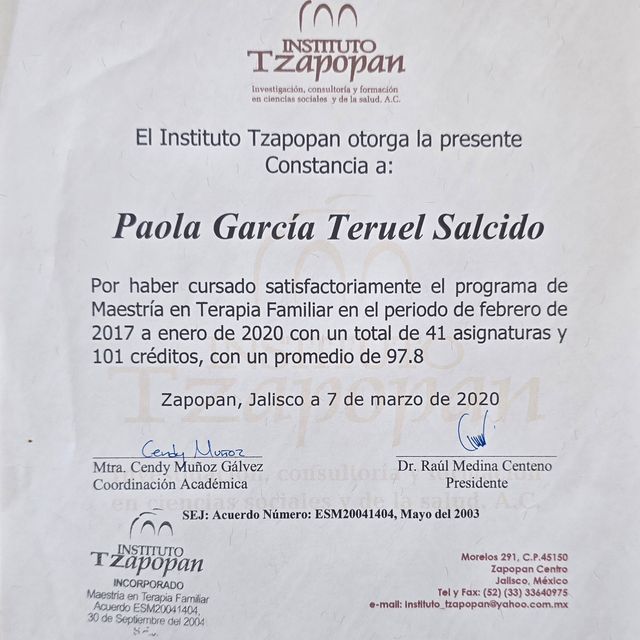 INSTITUTO
Tzapopan
Investigación, consultoría y formación
en ciencias sociales y de la salud. A.C.
El Instituto Tzapopan otorga la presente
Constancia a:
Paola García Teruel Salcido
Por haber cursado satisfactoriamente el programa de
Maestría en Terapia Familiar en el periodo de febrero de
2017 a enero de 2020 con un total de 41 asignaturas y
101 créditos, con un promedio de 97.8
Zapopan, Jalisco a 7 de marzo de 2020
Cendy Muñoz
Mtra. Cendy Muñoz Gálvez
Coordinación Académica
Dr. Raúl Medina Centeno
Presidente
SEJ: Acuerdo Número: ESM20041404, Mayo del 2003
INSTITUTO
Tzapopan
INCORPORADO
Maestría en Terapia Familiar
Acuerdo ESM20041404,
30 de Septiembre del 2004
Morelos 291, C.P.45150
Zapopan Centro
Jalisco, México
Tel y Fax: (52) (33) 33640975
e-mail: instituto_tzapopan@yahoo.com.mx